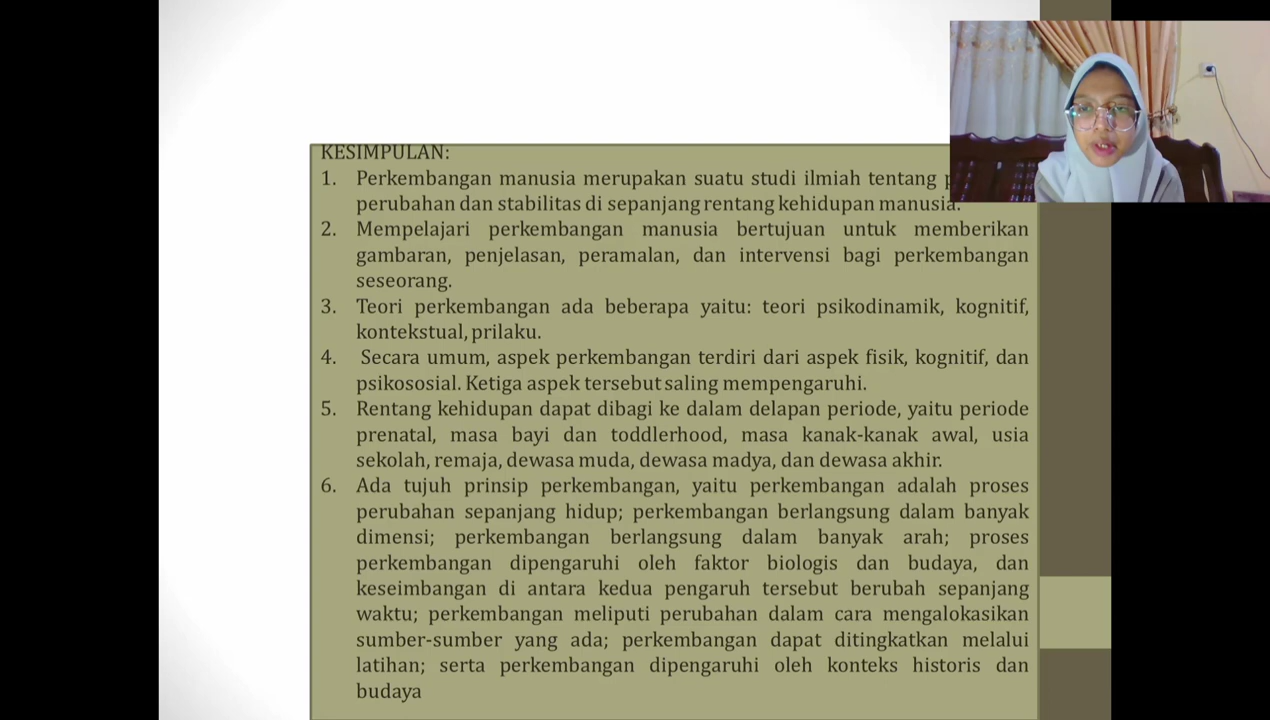 KESIMPULAN:
1. Perkembangan manusia merupakan suatu studi ilmiah tentang
perubahan dan stabilitas di sepanjang rentang kehidupan manusia.
2. Mempelajari perkembangan manusia bertujuan untuk memberikan
gambaran, penjelasan, peramalan, dan intervensi bagi perkembangan
seseorang.
3. Teori perkembangan ada beberapa yaitu: teori psikodinamik, kognitif,
kontekstual, prilaku.
4. Secara umum, aspek perkembangan terdiri dari aspek fisik, kognitif, dan
psikososial. Ketiga aspek tersebut saling mempengaruhi.
5. Rentang kehidupan dapat dibagi ke dalam delapan periode, yaitu periode
prenatal, masa bayi dan toddlerhood, masa kanak-kanak awal, usia
sekolah, remaja, dewasa muda, dewasa madya, dan dewasa akhir.
6. Ada tujuh prinsip perkembangan, yaitu perkembangan adalah proses
perubahan sepanjang hidup; perkembangan berlangsung dalam banyak
dimensi; perkembangan berlangsung dalam banyak arah; proses
perkembangan dipengaruhi oleh faktor biologis dan budaya, dan
keseimbangan di antara kedua pengaruh tersebut berubah sepanjang
waktu; perkembangan meliputi perubahan dalam cara mengalokasikan
sumber-sumber yang ada; perkembangan dapat ditingkatkan melalui
latihan; serta perkembangan dipengaruhi oleh konteks historis dan
budaya